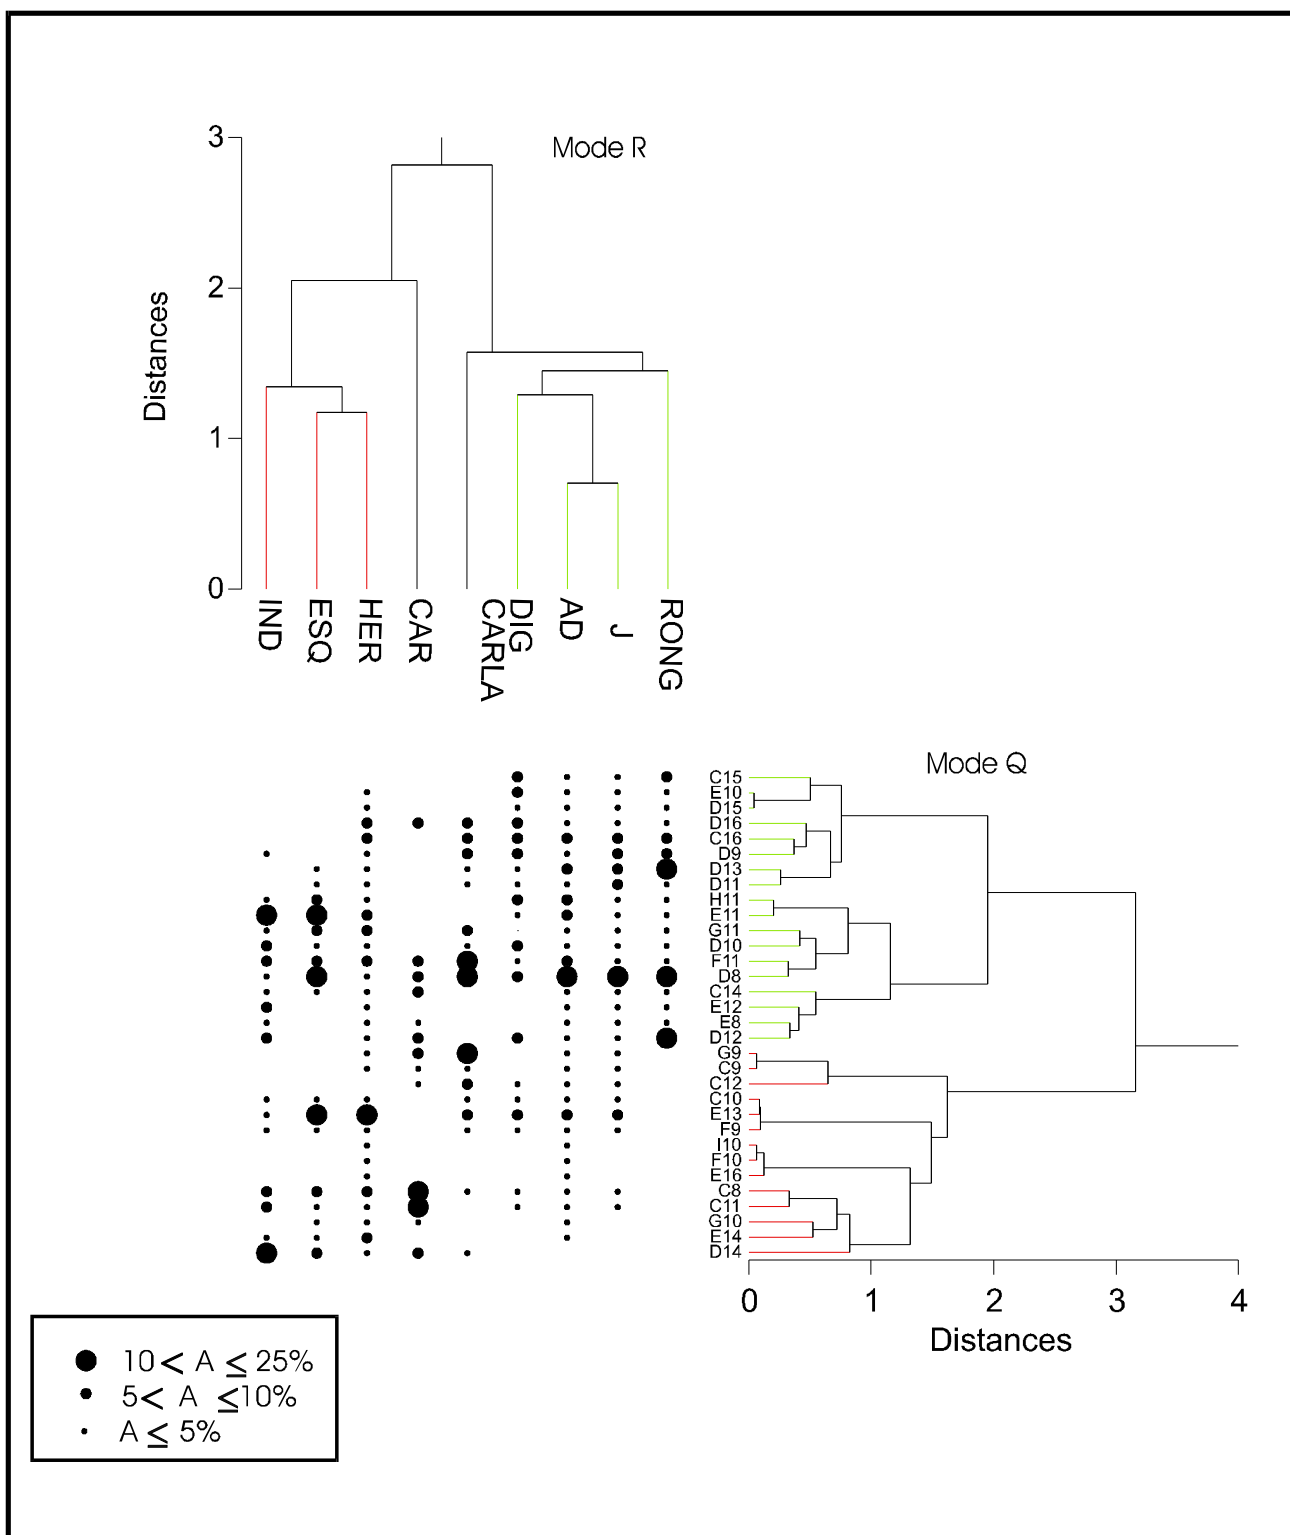 Mode R
3
2
1
0
Distances
IND
ESQ
HER
CAR
CARLA
DIG
AD
J
RONG
Mode Q
C15
E10
D15
D16
C16
D9
D13
D11
H11
E11
G11
D10
F11
D8
C14
E12
E8
D12
G9
C9
C12
C10
E13
F9
I10
F10
E16
C8
C11
G10
E14
D14
0 1 2 3 4
Distances
10 < A ≤ 25%
5 < A ≤ 10%
A ≤ 5%